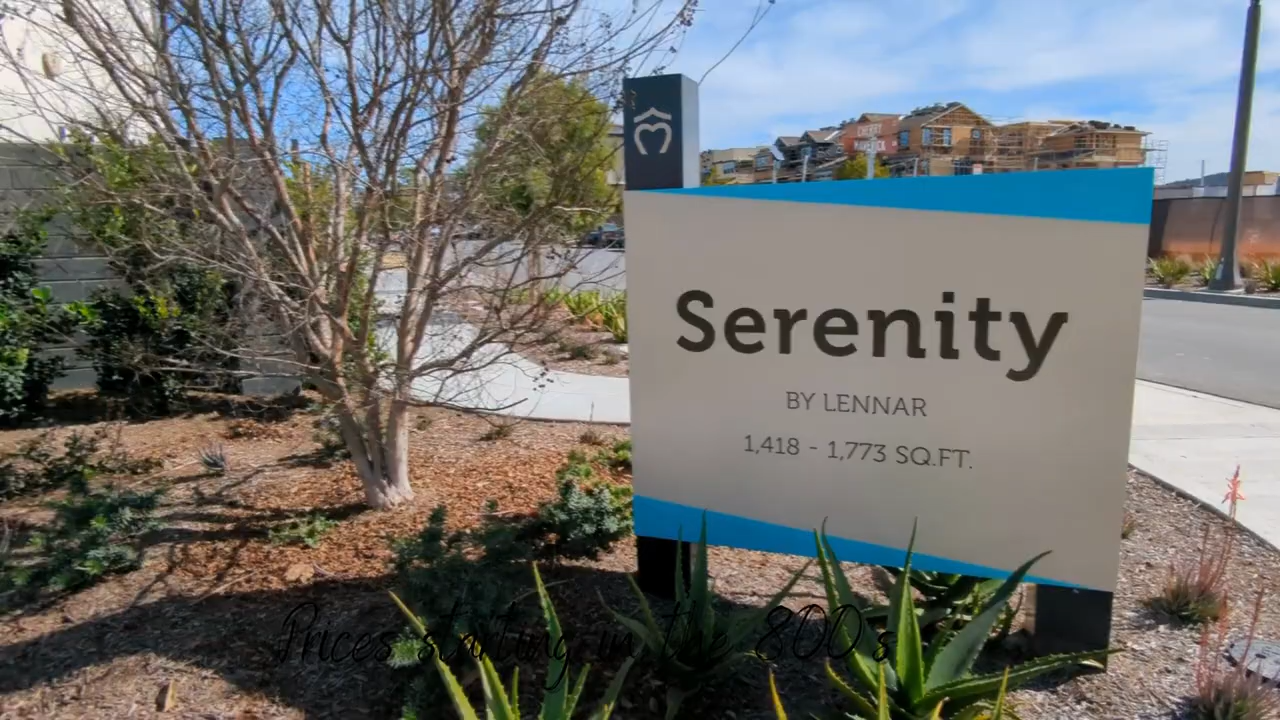 Serenity
BY LENNAR
1,418 - 1,773 SQ.FT.
Prices starting in the 800's